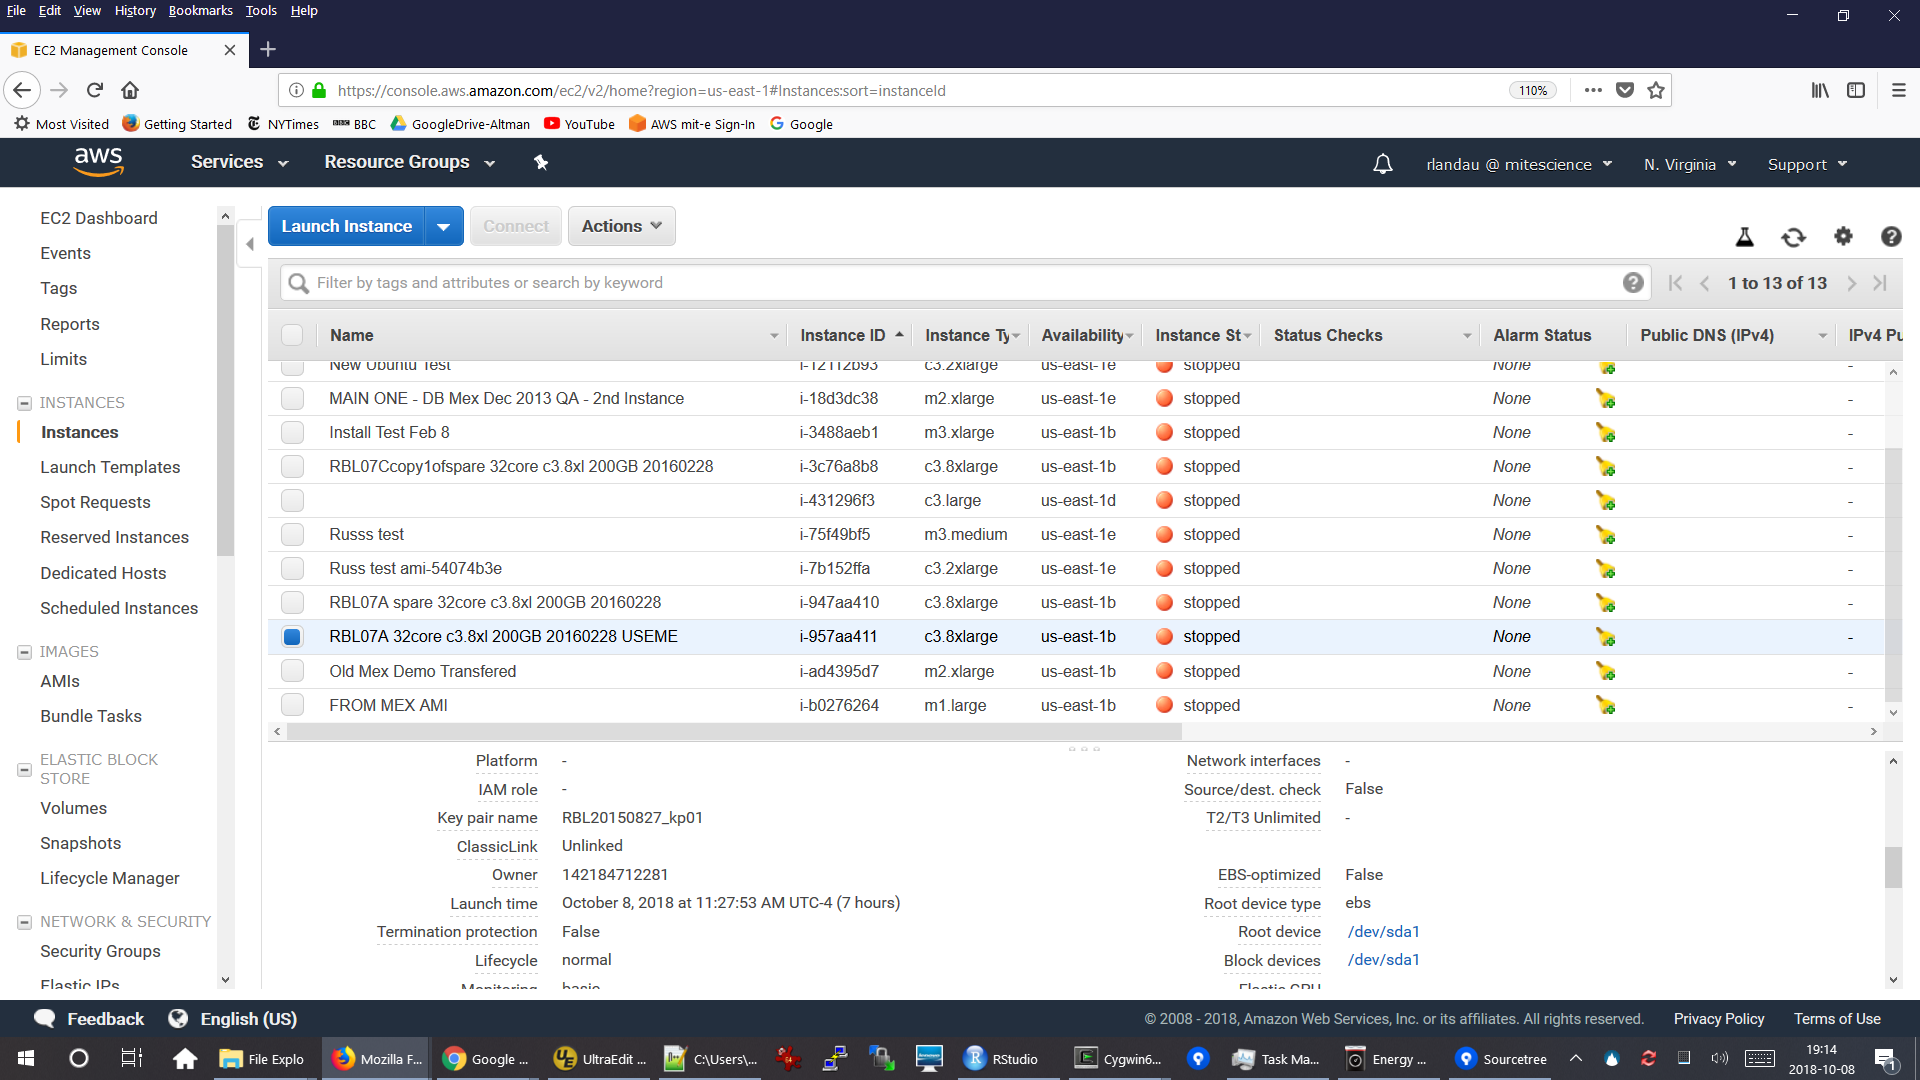 File Edit View History Bookmarks Tools Help
EC2 Management Console
https://console.aws.amazon.com/ec2/v2/home?region=us-east-1#Instances:sort=instanceId 110%
Most Visited Getting Started NYTimes BBC GoogleDrive-Altman YouTube AWS mit-e Sign-In Google
aws Services Resource Groups rlandau @ mitescience N. Virginia Support
EC2 Dashboard
Events
Tags
Reports
Limits
INSTANCES
Instances
Launch Templates
Spot Requests
Reserved Instances
Dedicated Hosts
Scheduled Instances
IMAGES
AMIs
Bundle Tasks
ELASTIC BLOCK
STORE
Volumes
Snapshots
Lifecycle Manager
NETWORK & SECURITY
Security Groups
Elastic IPs
Launch Instance Connect Actions
Filter by tags and attributes or search by keyword 1 to 13 of 13
Name Instance ID Instance Ty Availability Instance St Status Checks Alarm Status Public DNS (IPv4) IPv4 Pu
New Ubuntu Test i-12112b93 c3.2xlarge us-east-1e stopped None -
MAIN ONE - DB Mex Dec 2013 QA - 2nd Instance i-18d3dc38 m2.xlarge us-east-1e stopped None -
Install Test Feb 8 i-3488aeb1 m3.xlarge us-east-1b stopped None -
RBL07Ccopy1ofspare 32core c3.8xl 200GB 20160228 i-3c76a8b8 c3.8xlarge us-east-1b stopped None -
i-431296f3 c3.large us-east-1d stopped None -
Russs test i-75f49bf5 m3.medium us-east-1e stopped None -
Russ test ami-54074b3e i-7b152ffa c3.2xlarge us-east-1e stopped None -
RBL07A spare 32core c3.8xl 200GB 20160228 i-947aa410 c3.8xlarge us-east-1b stopped None -
RBL07A 32core c3.8xl 200GB 20160228 USEME i-957aa411 c3.8xlarge us-east-1b stopped None -
Old Mex Demo Transfered i-ad4395d7 m2.xlarge us-east-1b stopped None -
FROM MEX AMI i-b0276264 m1.large us-east-1b stopped None -
Platform - Network interfaces -
IAM role - Source/dest. check False
Key pair name RBL20150827_kp01 T2/T3 Unlimited -
ClassicLink Unlinked
Owner 142184712281 EBS-optimized False
Launch time October 8, 2018 at 11:27:53 AM UTC-4 (7 hours) Root device type ebs
Termination protection False Root device /dev/sda1
Lifecycle normal Block devices /dev/sda1
Monitoring basic Elastic GPU
Feedback English (US) © 2008 - 2018, Amazon Web Services, Inc. or its affiliates. All rights reserved. Privacy Policy Terms of Use
File Explo Mozilla F... Google ... UltraEdit ... C:\Users\... RStudio Cygwin6... Task Ma... Energy ... Sourcetree 19:14
2018-10-08 1